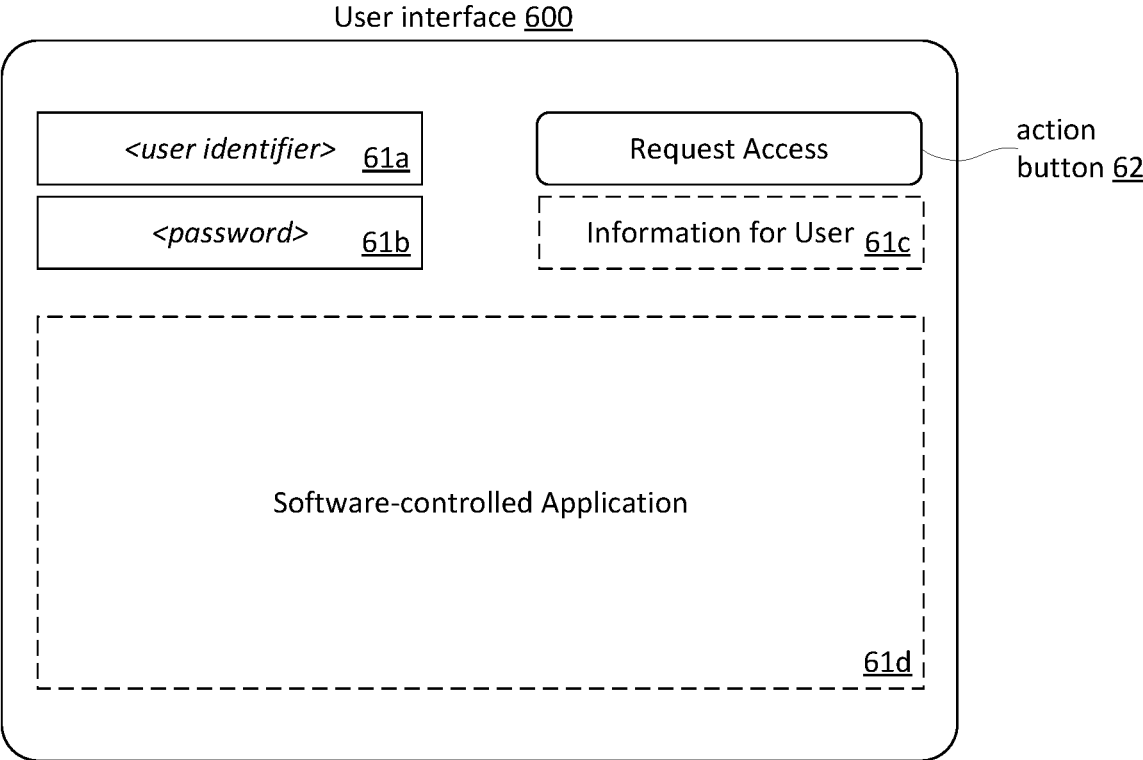 User interface 600
<user identifier> 61a
Request Access
action
button 62
<password> 61b
Information for User 61c
Software-controlled Application
61d